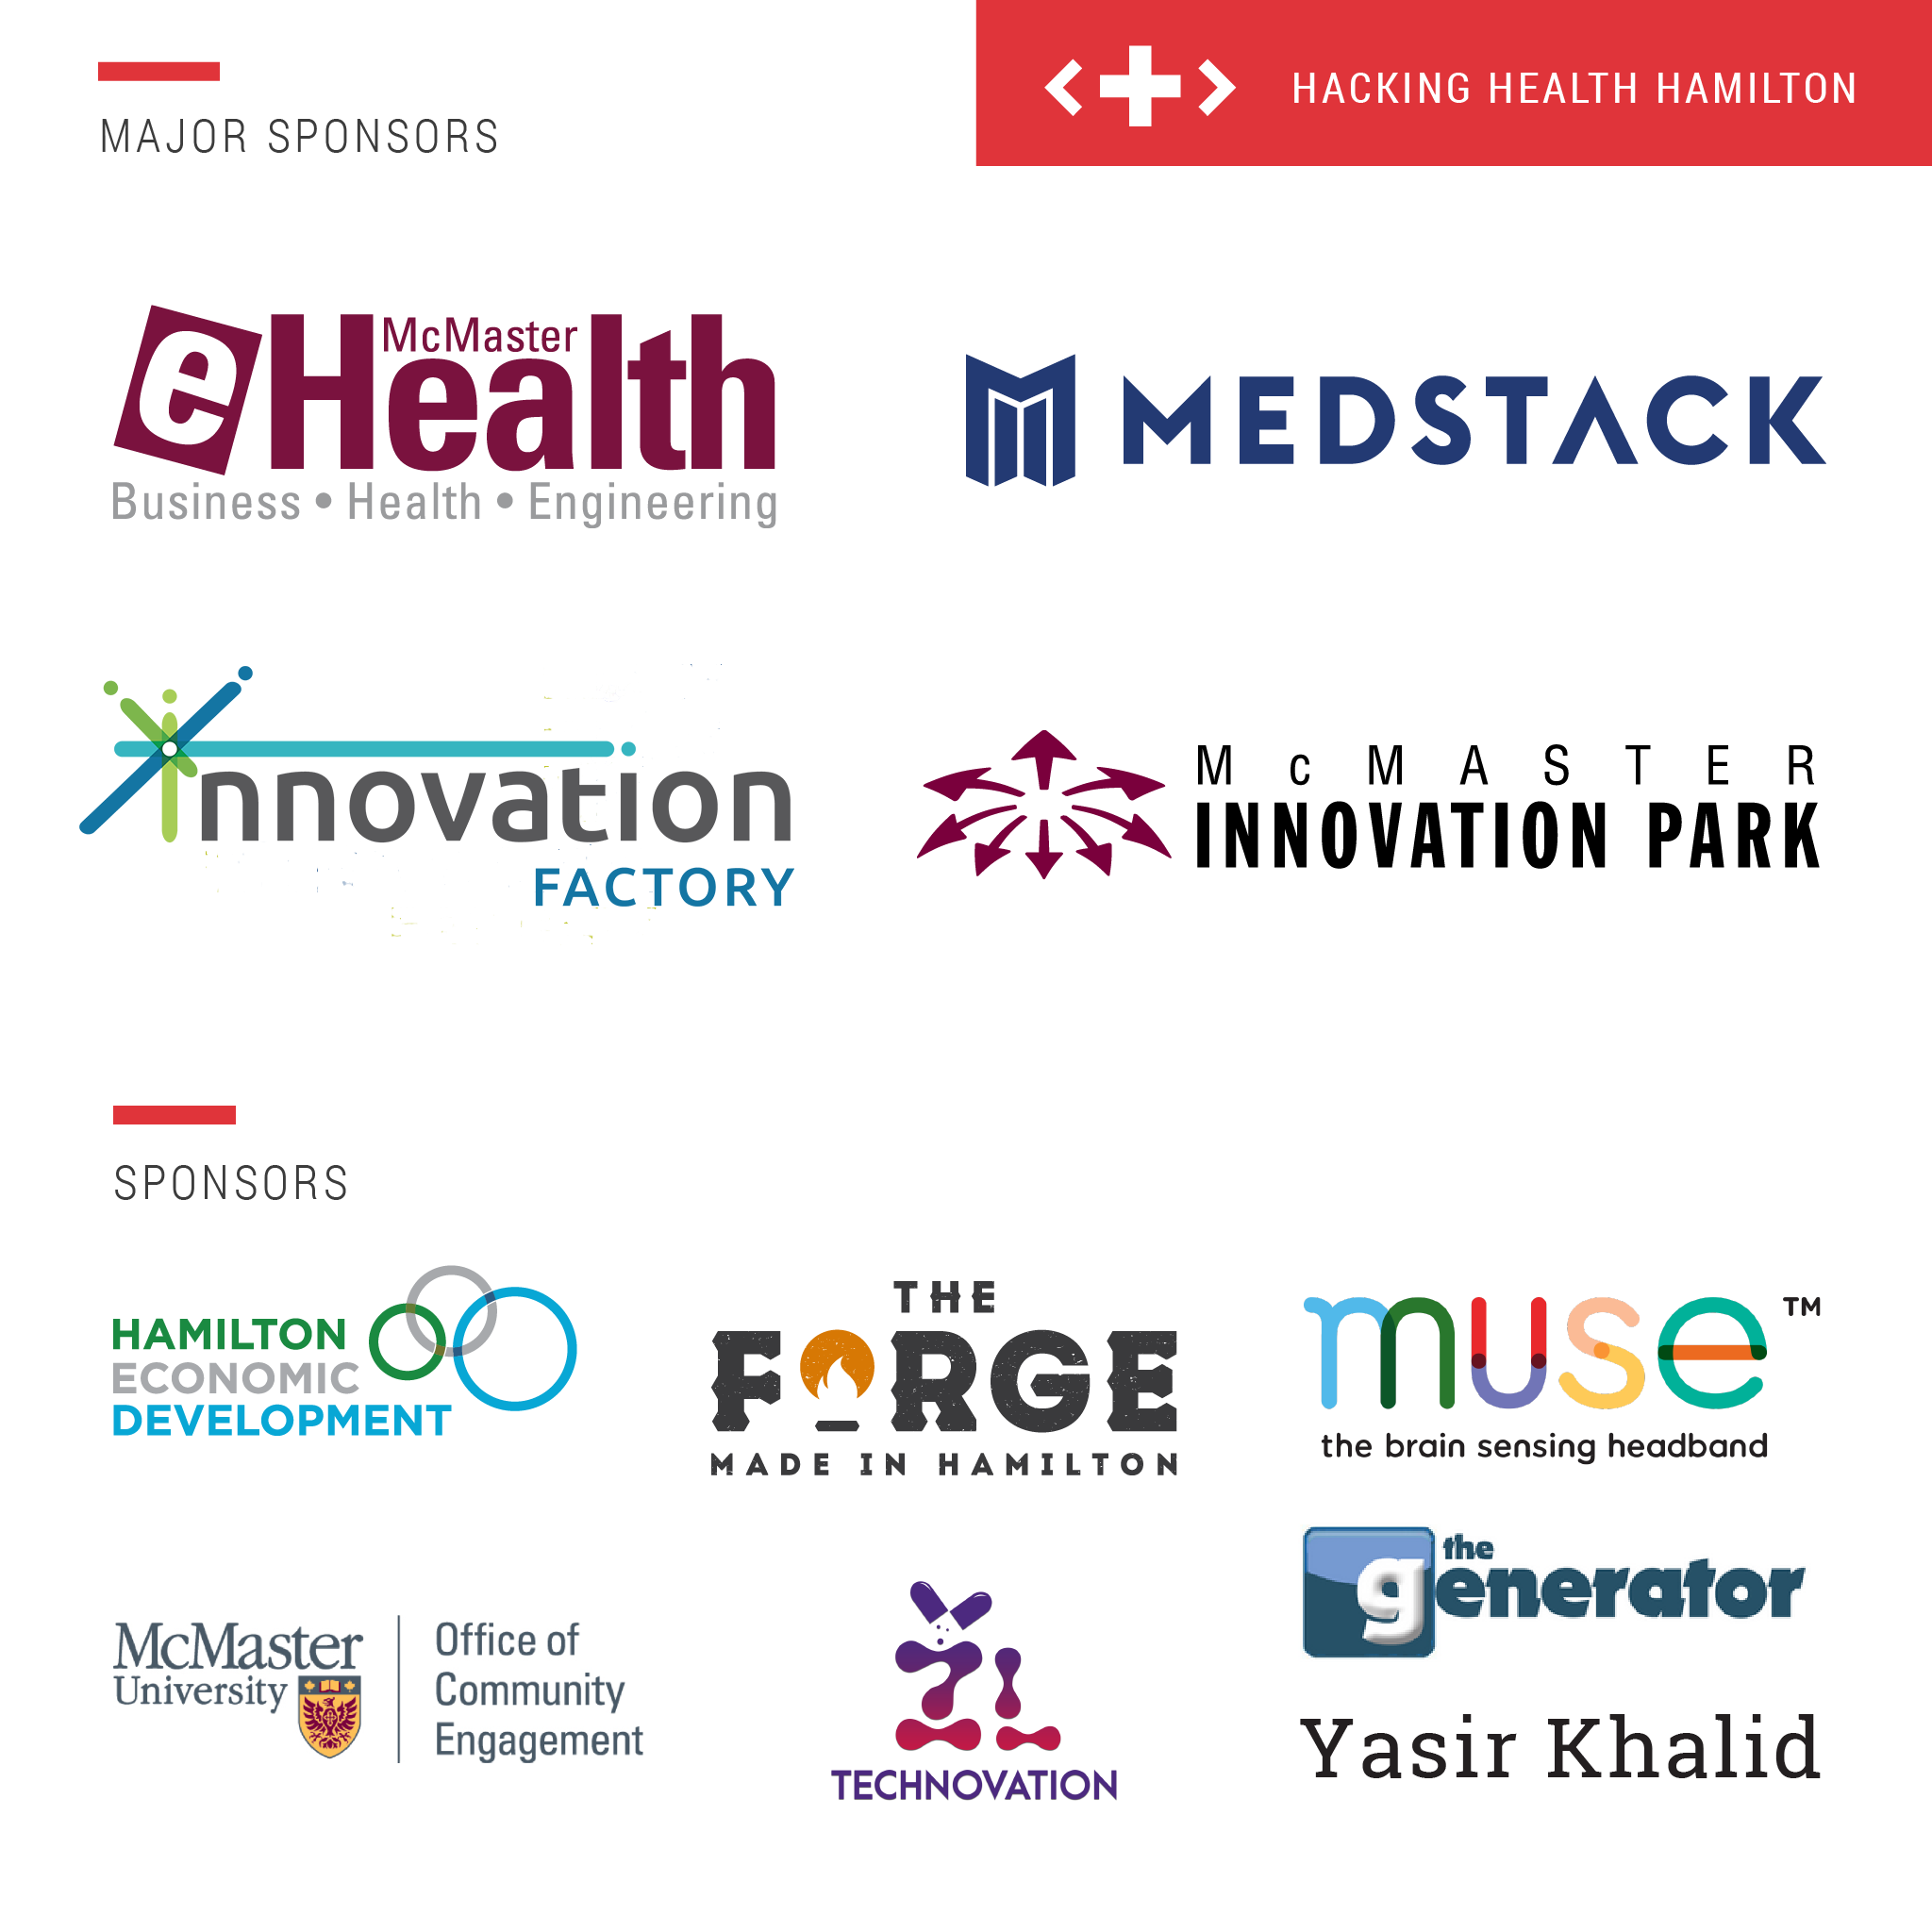 MAJOR SPONSORS
HACKING HEALTH HAMILTON
eHealth
McMaster
Business • Health • Engineering
MEDSTACK
innovation
FACTORY
McMASTER
INNOVATION PARK
SPONSORS
HAMILTON
ECONOMIC
DEVELOPMENT
THE
FORGE
MADE IN HAMILTON
muse™
the brain sensing headband
McMaster
University
Office of
Community
Engagement
TECHNOVATION
the
generator
Yasir Khalid